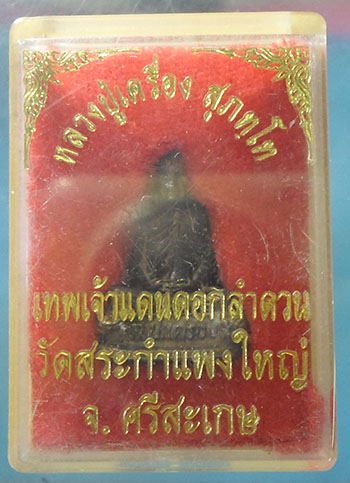 หลวงปู่เครื่อง สุภทฺโท
เทพเจ้าแดนดอกลำดวน
วัดสระกำแพงใหญ่
จ. ศรีสะเกษ